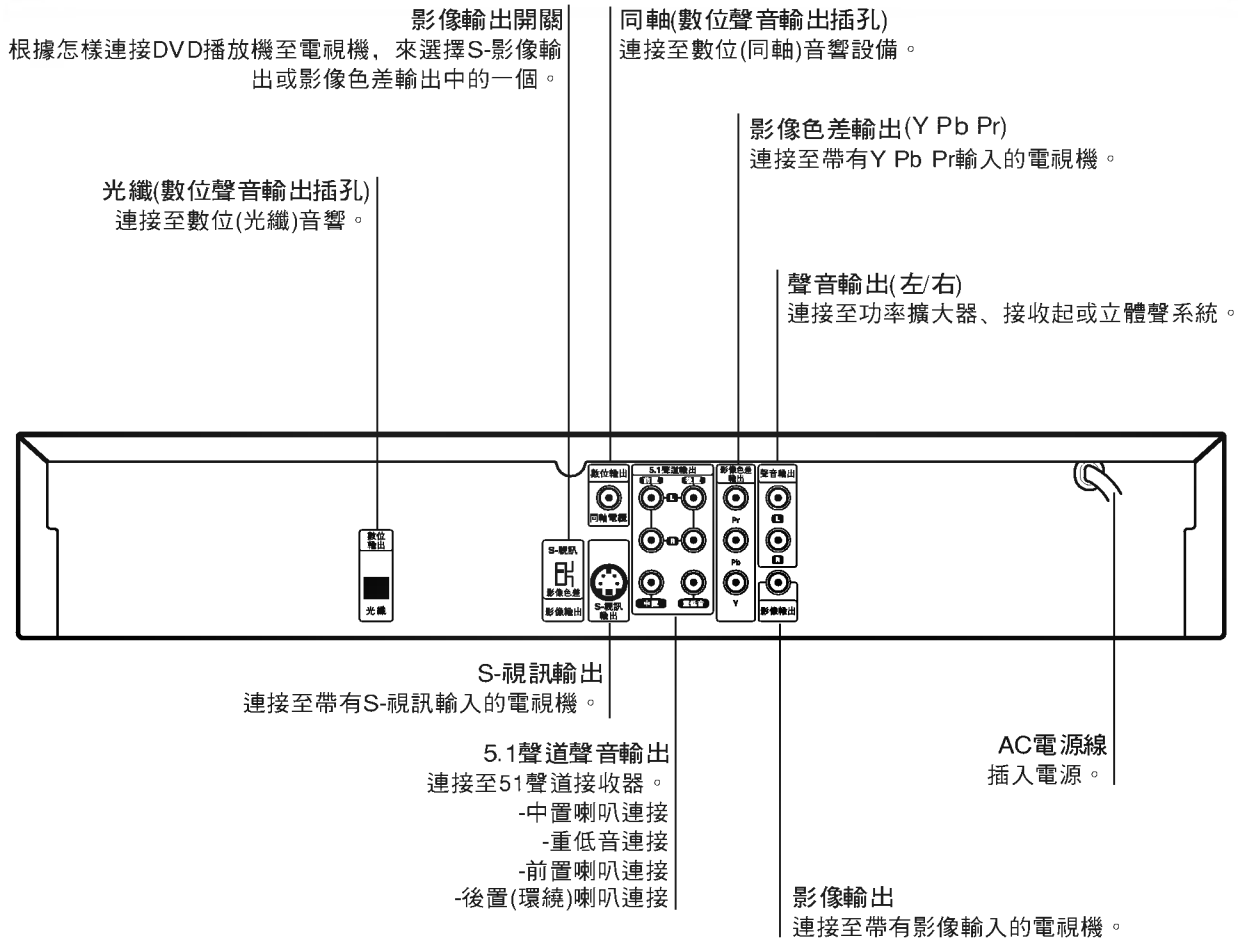 影像輸出開關
根據怎樣連接DVD播放機至電視機，來選擇S-影像輸
出或影像色差輸出中的一個。
同軸(數位聲音輸出插孔)
連接至數位(同軸)音響設備。
影像色差輸出(Y Pb Pr)
連接至帶有Y Pb Pr輸入的電視機。
光纖(數位聲音輸出插孔)
連接至數位(光纖)音響。
聲音輸出(左/右)
連接至功率擴大器、接收起或立體聲系統。
數位輸出
同軸電纜
5.1聲道輸出
L
R
中置
重低音
影像色差
輸出
Pr
Pb
Y
聲音輸出
L
R
影像輸出
數位
輸出
光纖
S-視訊
影像色差
影像輸出
S-視訊
輸出
S-視訊輸出
連接至帶有S-視訊輸入的電視機。
5.1聲道聲音輸出
連接至51聲道接收器。
-中置喇叭連接
-重低音連接
-前置喇叭連接
-後置(環繞)喇叭連接
AC電源線
插入電源。
影像輸出
連接至帶有影像輸入的電視機。